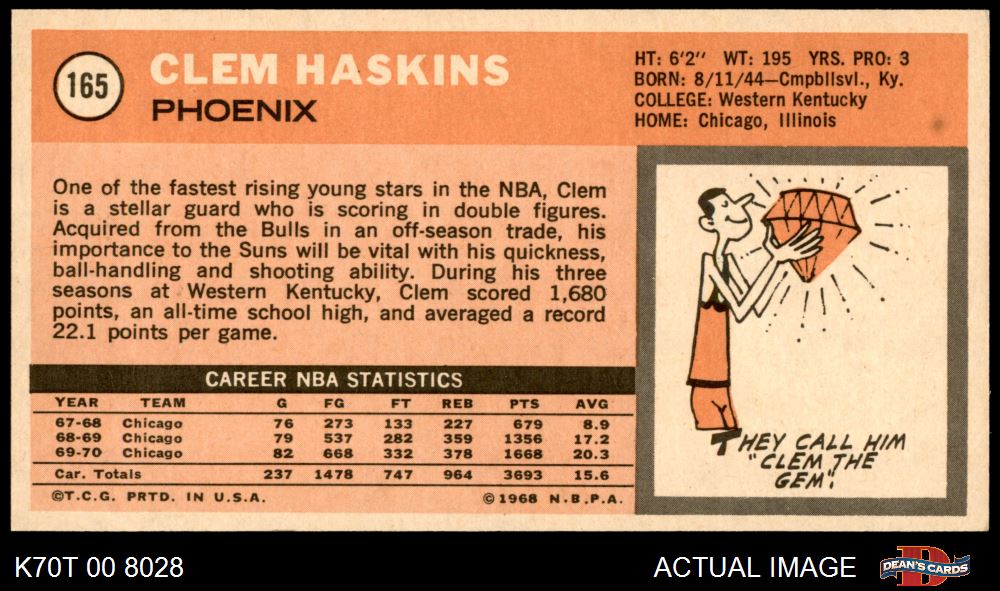 165
CLEM HASKINS
PHOENIX
HT: 6'2" WT: 195 YRS. PRO: 3
BORN: 8/11/44—Cmpbllsvl., Ky.
COLLEGE: Western Kentucky
HOME: Chicago, Illinois
One of the fastest rising young stars in the NBA, Clem
is a stellar guard who is scoring in double figures.
Acquired from the Bulls in an off-season trade, his
importance to the Suns will be vital with his quickness,
ball-handling and shooting ability. During his three
seasons at Western Kentucky, Clem scored 1,680
points, an all-time school high, and averaged a record
22.1 points per game.
CAREER NBA STATISTICS
YEAR TEAM G FG FT REB PTS AVG
67-68 Chicago 76 273 133 227 679 8.9
68-69 Chicago 79 537 282 359 1356 17.2
69-70 Chicago 82 668 332 378 1668 20.3
Car. Totals 237 1478 747 964 3693 15.6
©T.C.G. PRTD. IN U.S.A. ©1968 N.B.P.A.
THEY CALL HIM
"CLEM THE
GEM".
K70T 00 8028
ACTUAL IMAGE
D
DEAN'S CARDS